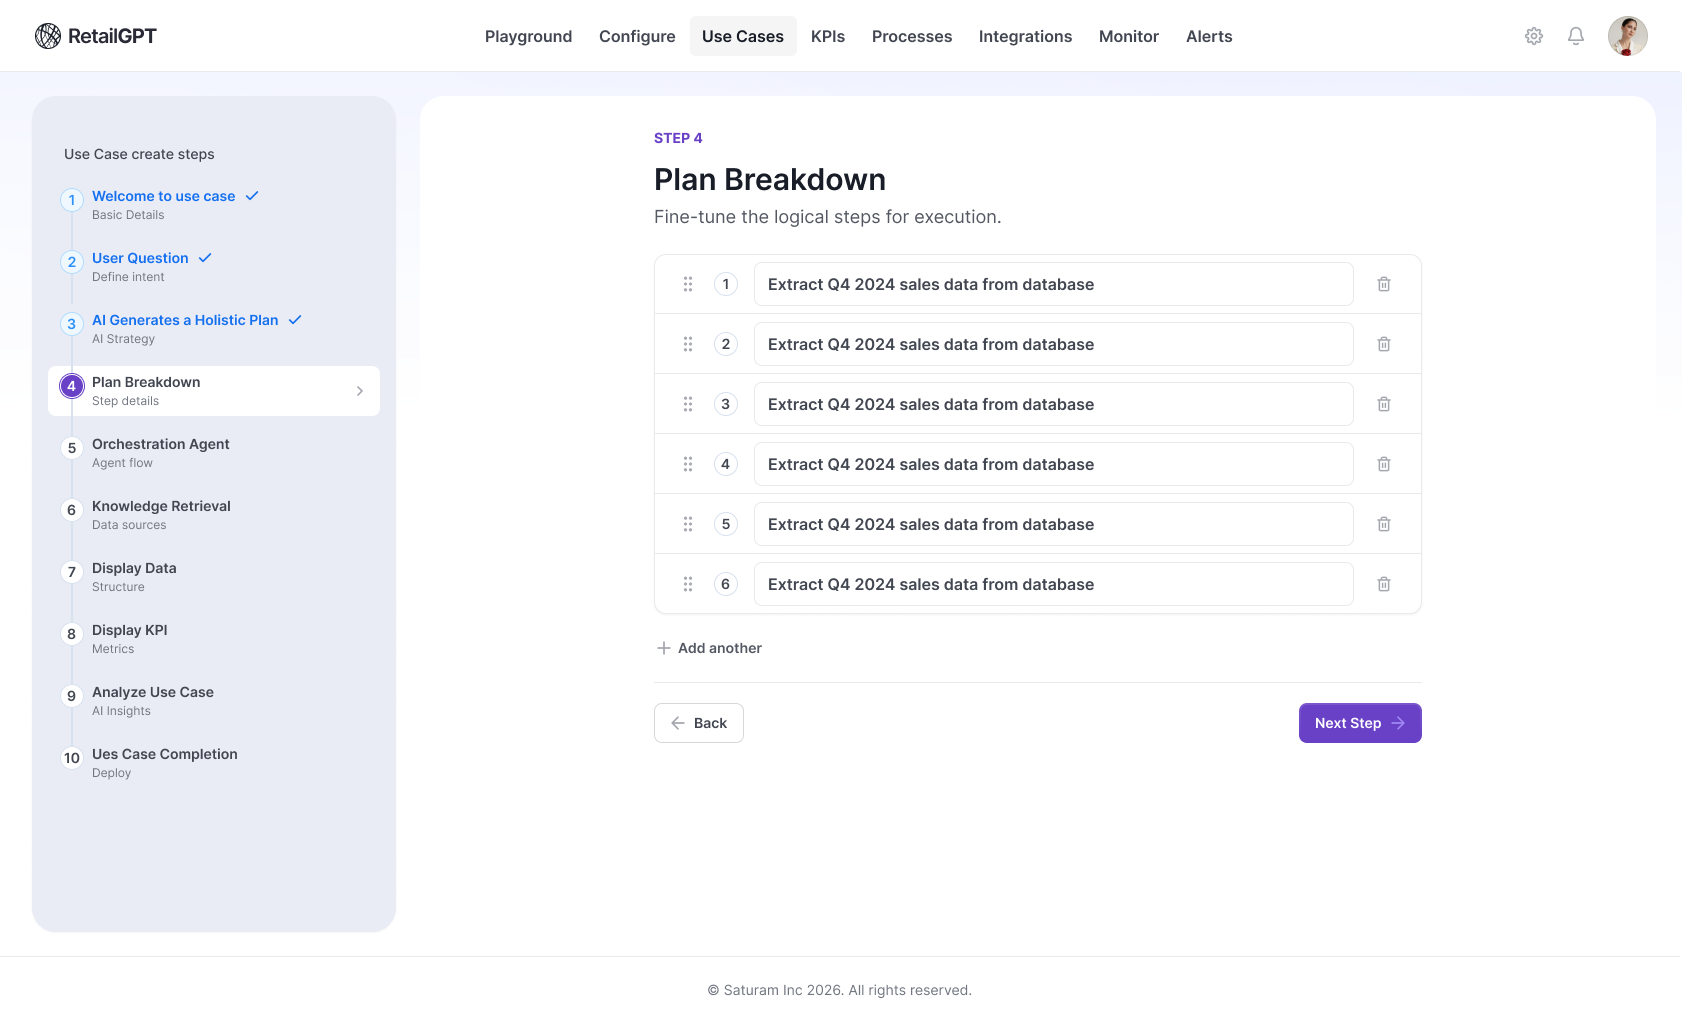 RetailGPT
Playground Configure Use Cases KPIs Processes Integrations Monitor Alerts
Use Case create steps
1 Welcome to use case
Basic Details
2 User Question
Define intent
3 AI Generates a Holistic Plan
AI Strategy
4 Plan Breakdown
Step details
5 Orchestration Agent
Agent flow
6 Knowledge Retrieval
Data sources
7 Display Data
Structure
8 Display KPI
Metrics
9 Analyze Use Case
AI Insights
10 Ues Case Completion
Deploy
STEP 4
Plan Breakdown
Fine-tune the logical steps for execution.
1 Extract Q4 2024 sales data from database
2 Extract Q4 2024 sales data from database
3 Extract Q4 2024 sales data from database
4 Extract Q4 2024 sales data from database
5 Extract Q4 2024 sales data from database
6 Extract Q4 2024 sales data from database
Add another
Back Next Step
© Saturam Inc 2026. All rights reserved.